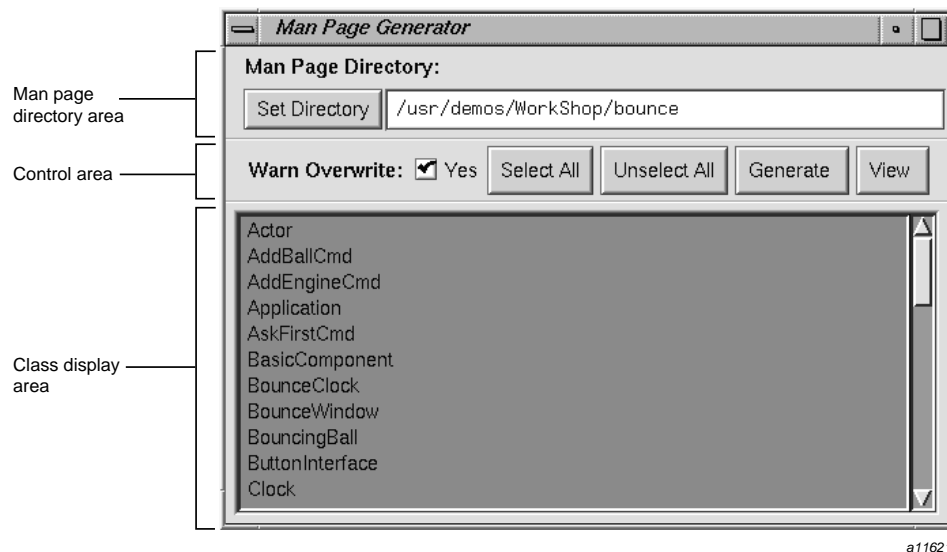 Man Page Generator
Man Page Directory:
Man page
directory area
Set Directory /usr/demos/WorkShop/bounce
Control area
Warn Overwrite: Yes Select All Unselect All Generate View
Actor
AddBallCmd
AddEngineCmd
Application
AskFirstCmd
BasicComponent
Class display
area
BounceClock
BounceWindow
BouncingBall
ButtonInterface
Clock
a1162